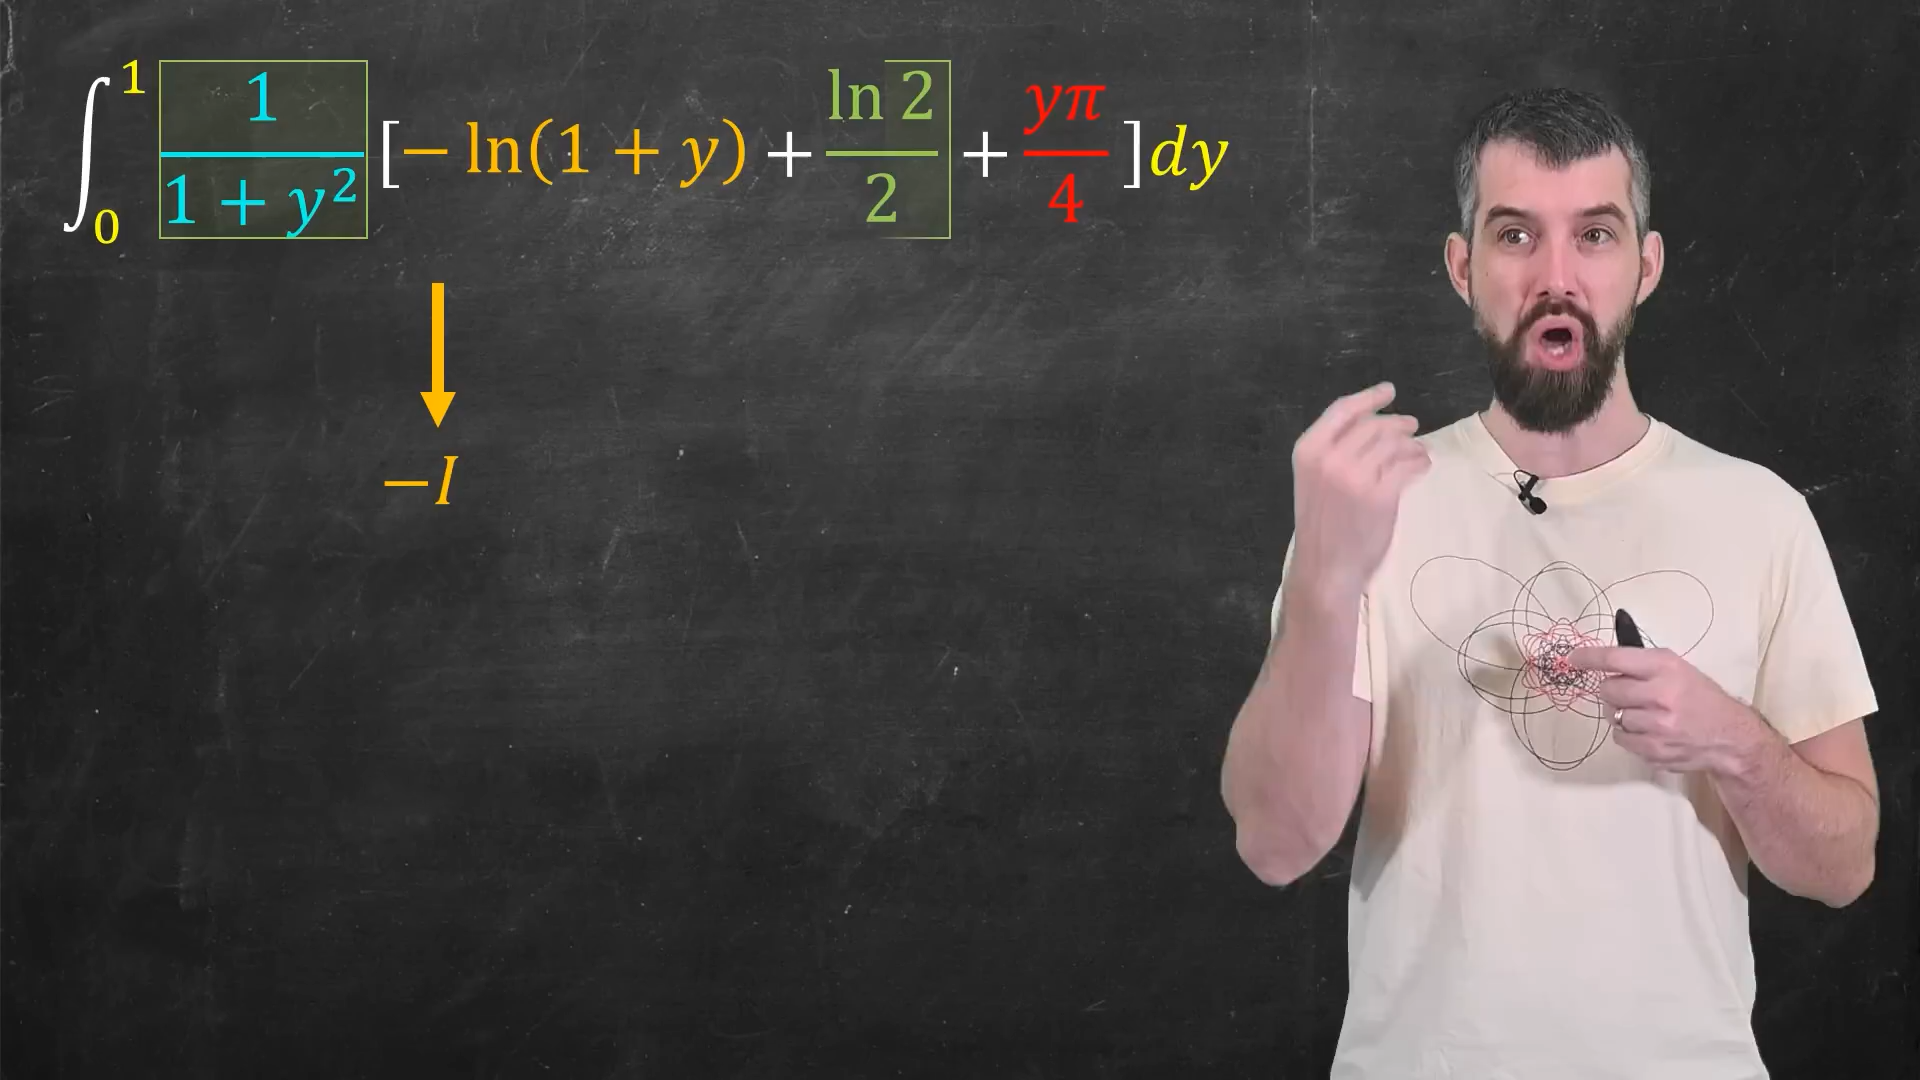 ∫₀¹ 1/(1 + y²) [− ln(1 + y) + ln 2/2 + yπ/4] dy
−I